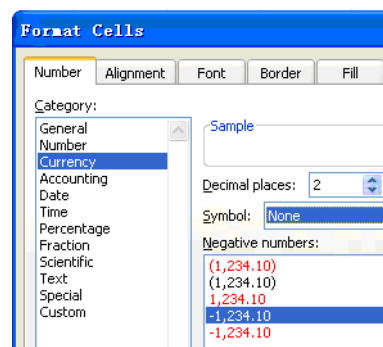 Format Cells
Number Alignment Font Border Fill
Category:
General
Number
Currency
Accounting
Date
Time
Percentage
Fraction
Scientific
Text
Special
Custom
Sample
Decimal places: 2
Symbol: None
Negative numbers:
(1,234.10)
(1,234.10)
1,234.10
-1,234.10
-1,234.10